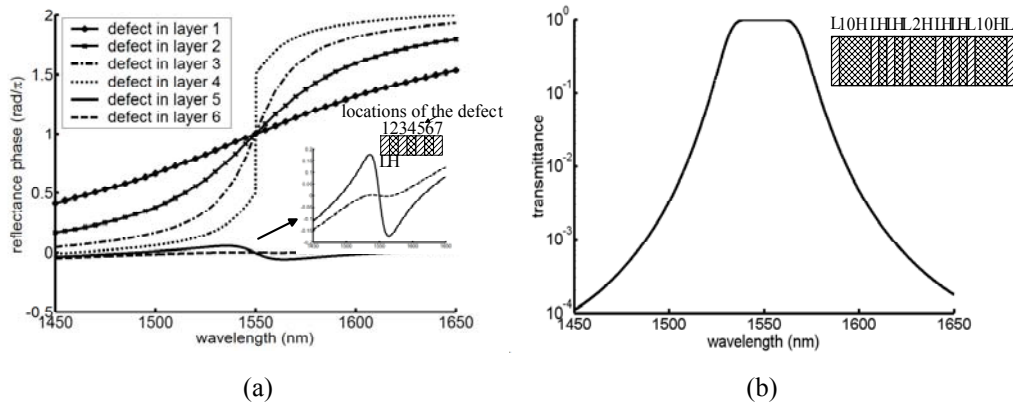 2
1.5
1
0.5
0
-0.5
reflectance phase (rad/π)
defect in layer 1
defect in layer 2
defect in layer 3
defect in layer 4
defect in layer 5
defect in layer 6
locations of the defect
1234567
LH
1450 1500 1550 1600 1650
wavelength (nm)
(a)
10^0
10^-1
10^-2
10^-3
10^-4
transmittance
L10HLHLHL2HLHLHL10HL
1450 1500 1550 1600 1650
wavelength (nm)
(b)